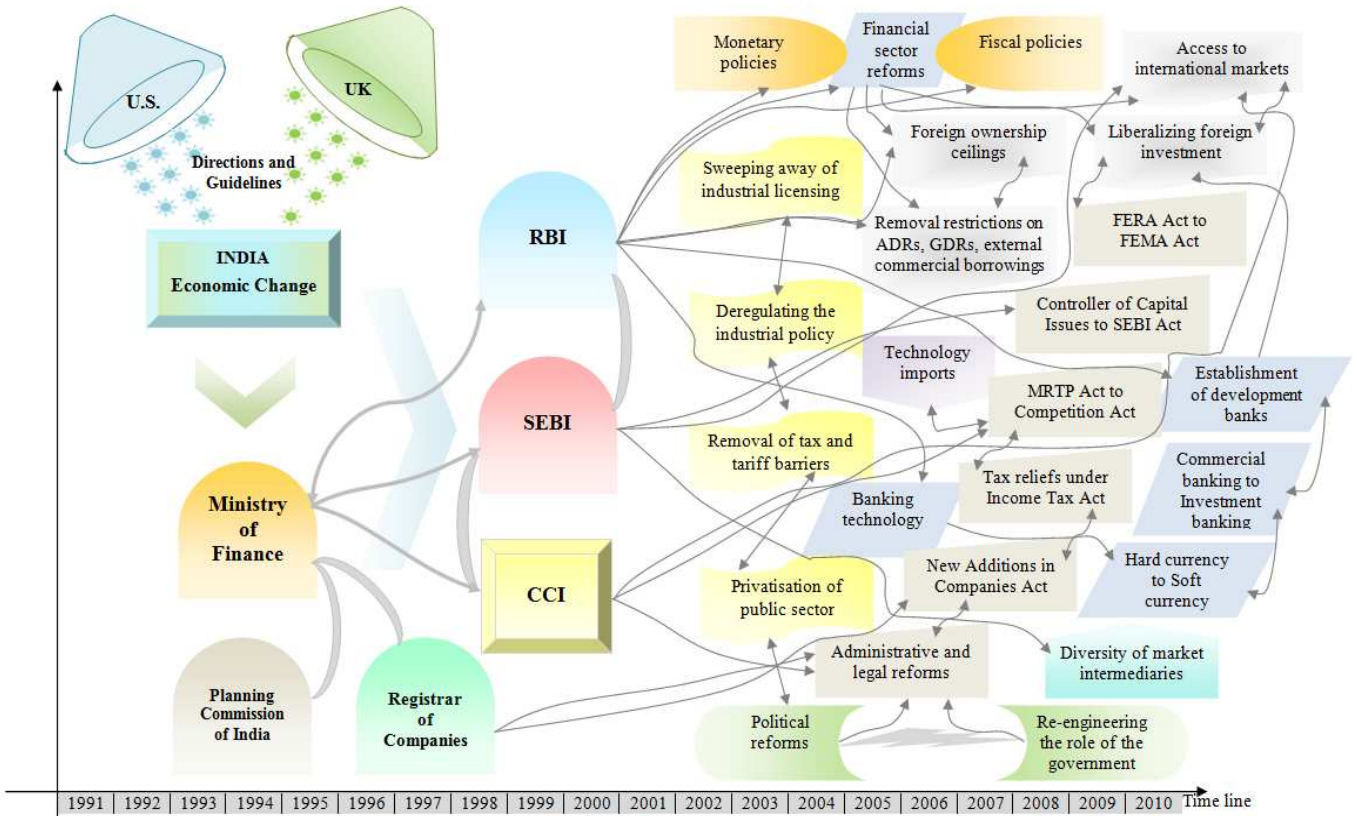 U.S.
UK
Directions and
Guidelines
INDIA
Economic Change
Ministry
of
Finance
Planning
Commission
of India
Registrar
of
Companies
RBI
SEBI
CCI
Monetary
policies
Financial
sector
reforms
Fiscal policies
Access to
international markets
Foreign ownership
ceilings
Liberalizing foreign
investment
Sweeping away of
industrial licensing
Removal restrictions on
ADRs, GDRs, external
commercial borrowings
FERA Act to
FEMA Act
Deregulating the
industrial policy
Controller of Capital
Issues to SEBI Act
Technology
imports
MRTP Act to
Competition Act
Establishment
of development
banks
Removal of tax and
tariff barriers
Banking
technology
Tax reliefs under
Income Tax Act
Commercial
banking to
Investment
banking
Privatisation of
public sector
New Additions in
Companies Act
Hard currency
to Soft
currency
Administrative and
legal reforms
Diversity of market
intermediaries
Political
reforms
Re-engineering
the role of the
government
1991 1992 1993 1994 1995 1996 1997 1998 1999 2000 2001 2002 2003 2004 2005 2006 2007 2008 2009 2010 Time line